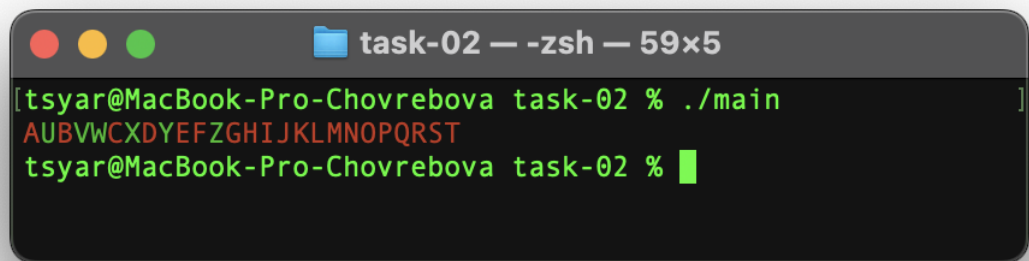 task-02 — -zsh — 59×5
[tsyar@MacBook-Pro-Chovrebova task-02 % ./main ]
AUBVWCXDYEFZGHIJKLMNOPQRST
tsyar@MacBook-Pro-Chovrebova task-02 %